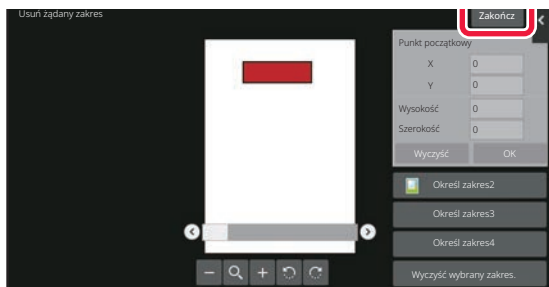 Usuń żądany zakres
Zakończ
Punkt początkowy
X 0
Y 0
Wysokość 0
Szerokość 0
Wyczyść OK
Określ zakres2
Określ zakres3
Określ zakres4
Wyczyść wybrany zakres.